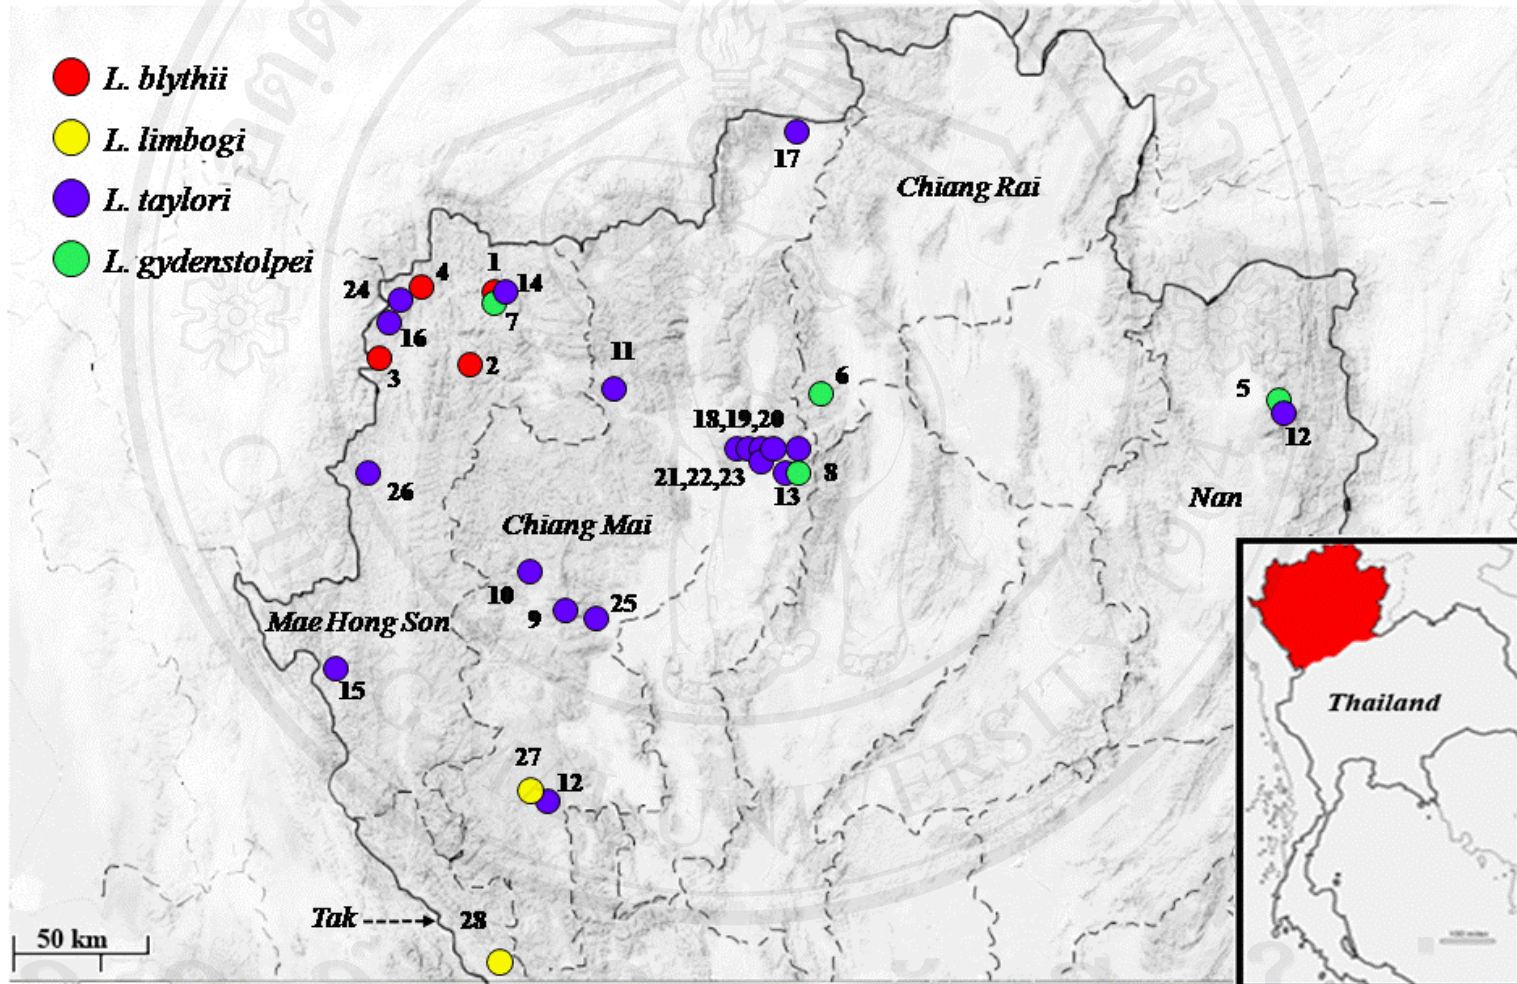 L. blythii
L. limbogi
L. taylori
L. gydenstolpei
17
Chiang Rai
1
4
14
24
7
16
11
3
2
6
5
18,19,20
12
21,22,23
8
13
26
Nan
Chiang Mai
10
9
25
Mae Hong Son
15
Thailand
27
12
Tak
28
50 km